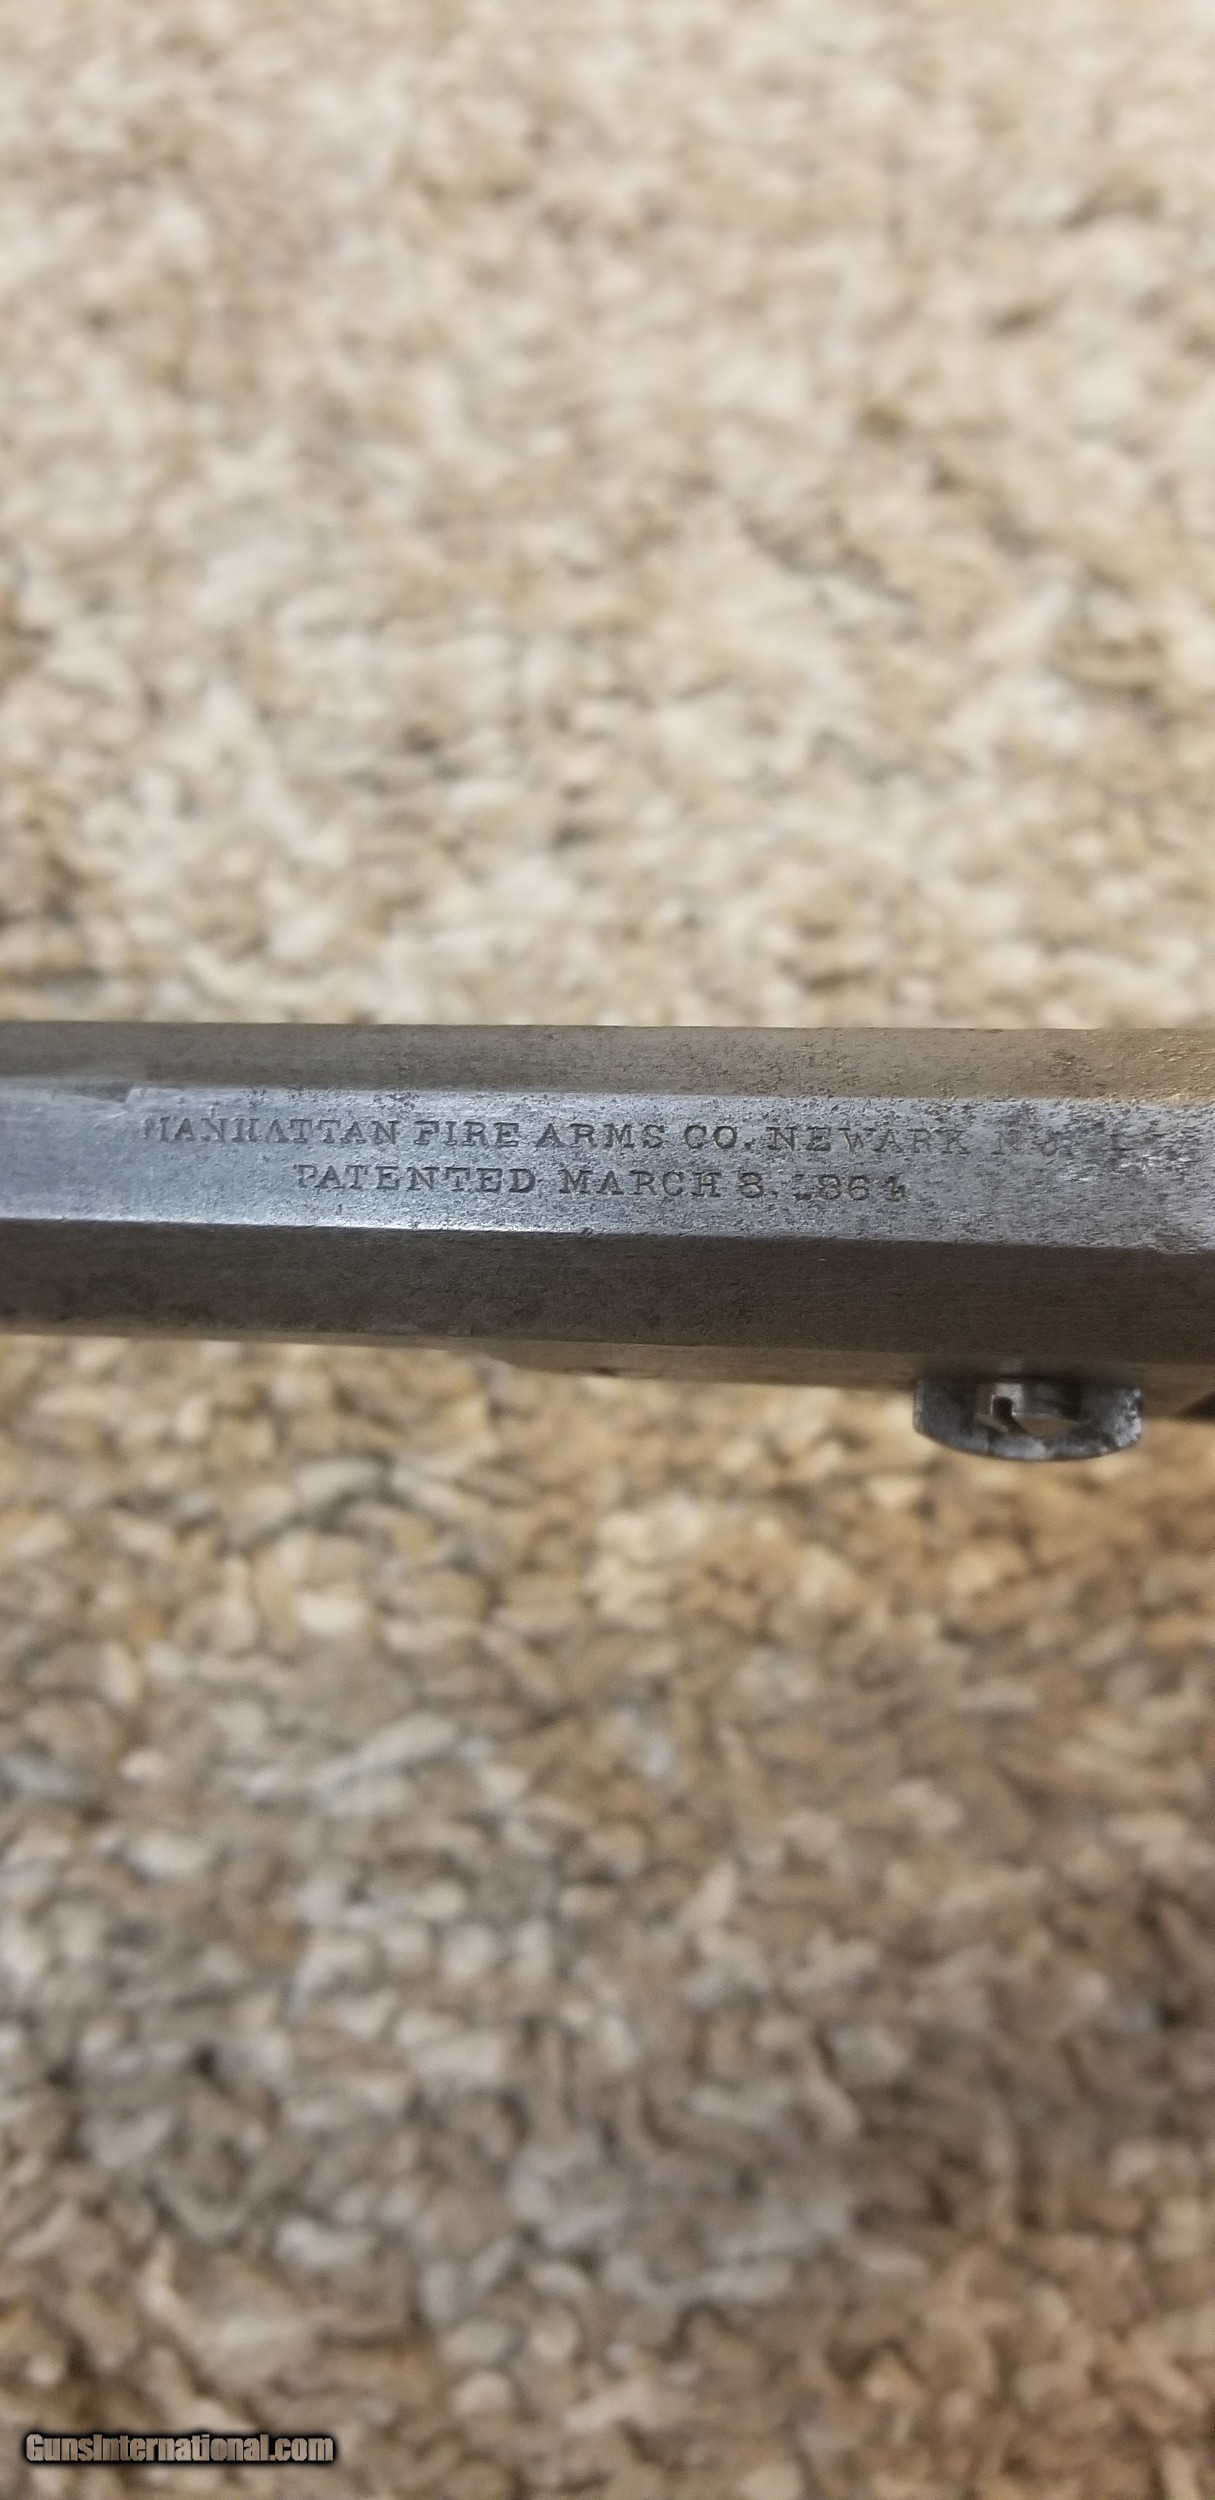 MANHATTAN FIRE ARMS CO. NEWARK
PATENTED MARCH 8. 1864
GunsInternational.com